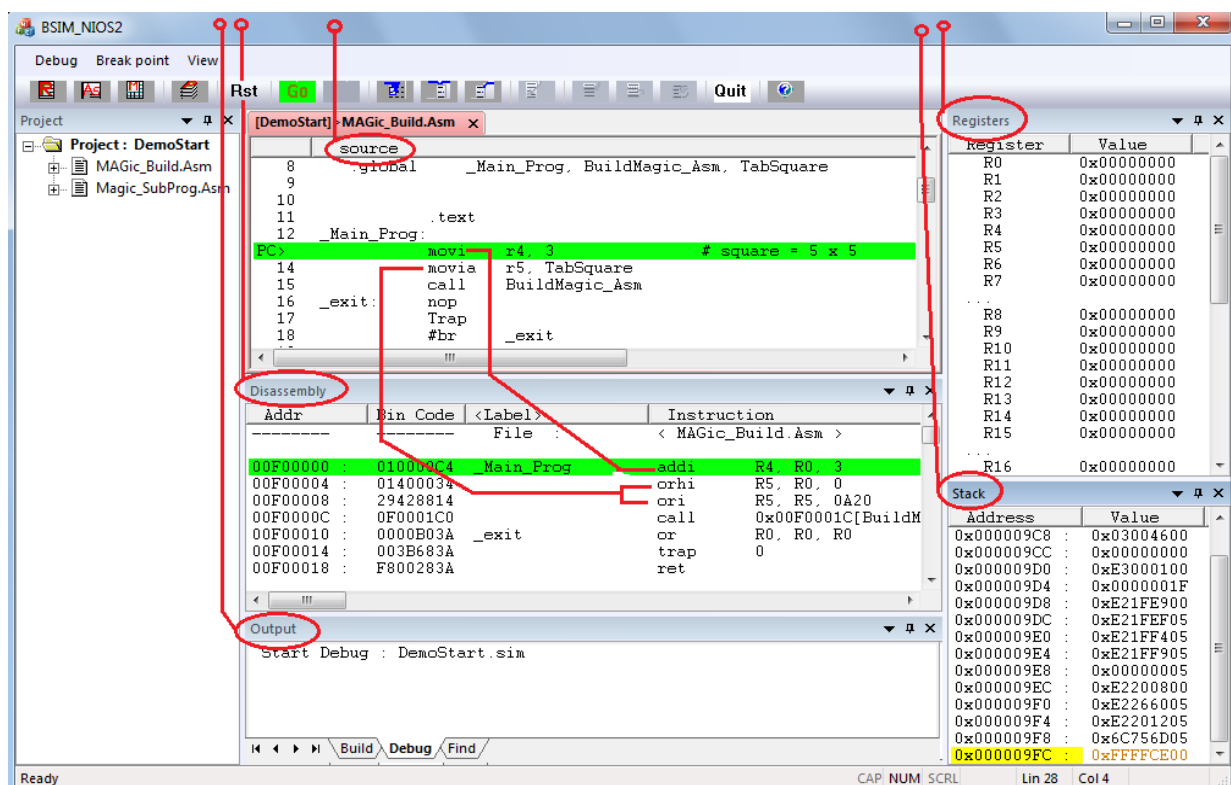 BSIM_NIOS2
Debug Break point View
Rst Go Quit
Project
Project : DemoStart
MAGic_Build.Asm
Magic_SubProg.Asm
[DemoStart] MAGic_Build.Asm x
source
8 .global _Main_Prog, BuildMagic_Asm, TabSquare
9
10
11 .text
12 _Main_Prog:
PC> movi r4, 3 # square = 5 x 5
14 movia r5, TabSquare
15 call BuildMagic_Asm
16 _exit: nop
17 Trap
18 #br _exit
Disassembly
Addr Bin Code <Label> Instruction
-------- -------- File : < MAGic_Build.Asm >
00F00000 : 010000C4 _Main_Prog addi R4, R0, 3
00F00004 : 01400034 orhi R5, R0, 0
00F00008 : 29428814 ori R5, R5, 0A20
00F0000C : 0F0001C0 call 0x00F0001C[BuildM
00F00010 : 0000B03A _exit or R0, R0, R0
00F00014 : 003B683A trap 0
00F00018 : F800283A ret
Output
Start Debug : DemoStart.sim
Build Debug Find
Registers
Register Value
R0 0x00000000
R1 0x00000000
R2 0x00000000
R3 0x00000000
R4 0x00000000
R5 0x00000000
R6 0x00000000
R7 0x00000000
...
R8 0x00000000
R9 0x00000000
R10 0x00000000
R11 0x00000000
R12 0x00000000
R13 0x00000000
R14 0x00000000
R15 0x00000000
...
R16 0x00000000
Stack
Address Value
0x000009C8 : 0x03004600
0x000009CC : 0x00000000
0x000009D0 : 0xE3000100
0x000009D4 : 0x0000001F
0x000009D8 : 0xE21FE900
0x000009DC : 0xE21FEF05
0x000009E0 : 0xE21FF405
0x000009E4 : 0xE21FF905
0x000009E8 : 0x00000005
0x000009EC : 0xE2200800
0x000009F0 : 0xE2266005
0x000009F4 : 0xE2201205
0x000009F8 : 0x6C756D05
0x000009FC : 0xFFFFCE00
Ready CAP NUM SCRL Lin 28 Col 4